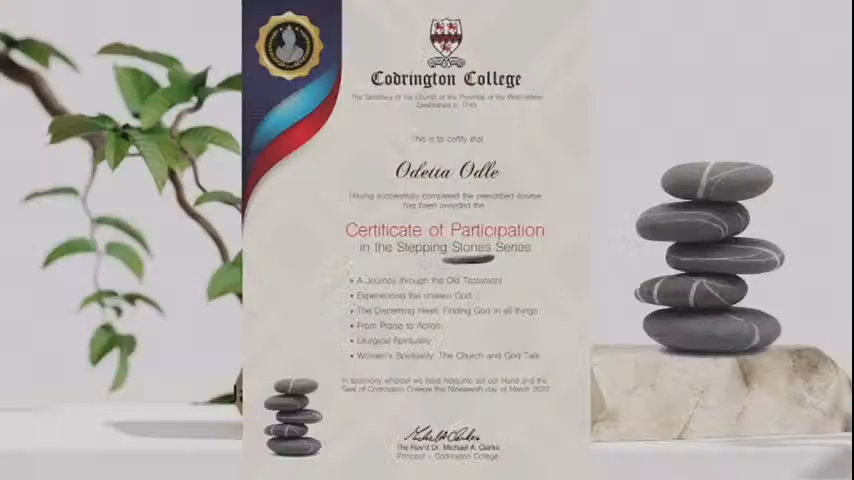 Codrington College
The Seminary of the Church of the Province of the West Indies
Established in 1745
This is to certify that
Odetta Odle
Having successfully completed the prescribed course
has been awarded the
Certificate of Participation
in the Stepping Stones Series
• A Journey through the Old Testament
• Experiencing the unseen God
• The Discerning Heart: Finding God in all things
• From Praise to Action
• Liturgical Spirituality
• Women's Spirituality: The Church and God Talk
In testimony whereof we have hereunto set our Hand and the
Seal of Codrington College the Nineteenth day of March 2022
The Rev'd Dr. Michael A. Clarke
Principal - Codrington College